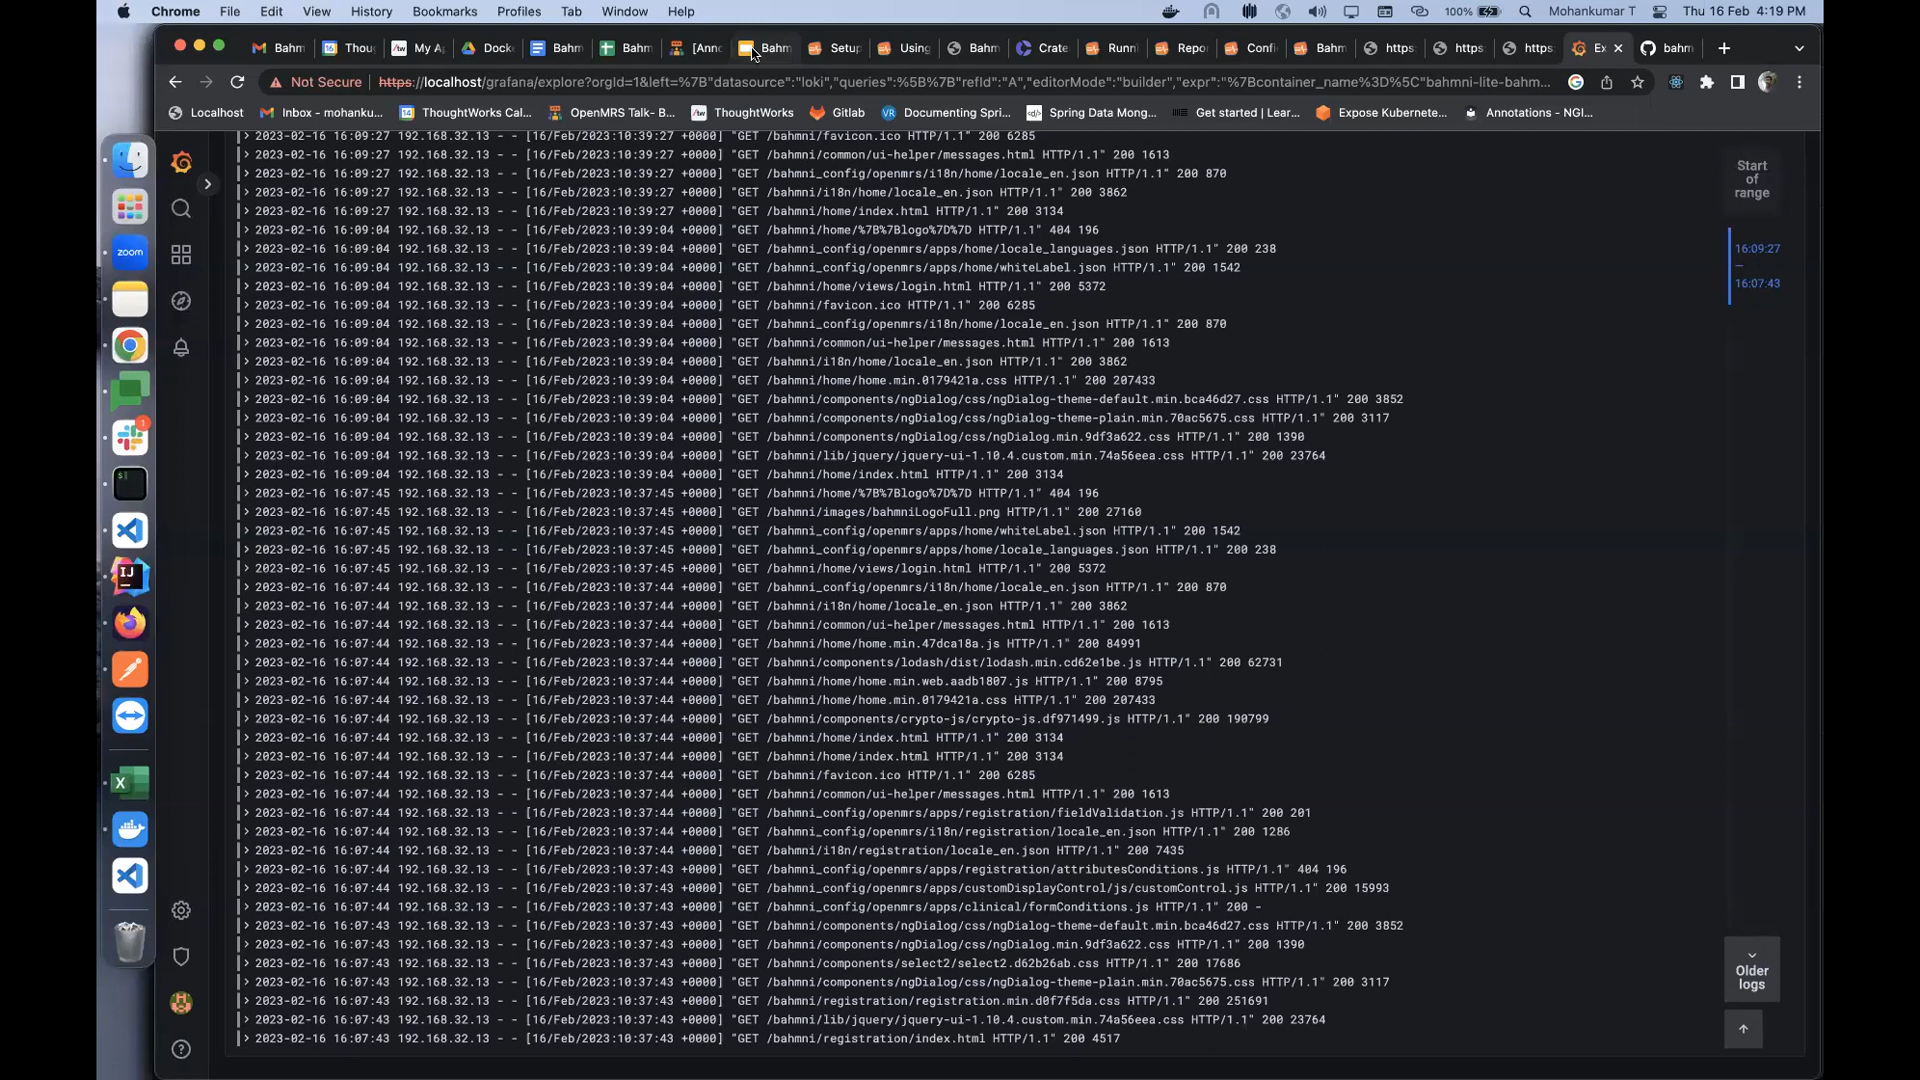 Chrome File Edit View History Bookmarks Profiles Tab Window Help 100% Mohankumar T Thu 16 Feb 4:19 PM
Bahm Thou My A Dock Bahm Bahm [Ann Bahm Setu Using Bahm Crate Runn Repo Confi Bahm https https https Ex bahm
Not Secure https://localhost/grafana/explore?orgId=1&left=%7B"datasource":"loki","queries":%5B%7B"refId":"A","editorMode":"builder","expr":"%7Bcontainer_name%3D%5C"bahmni-lite-bahm...
Localhost Inbox - mohanku... ThoughtWorks Cal... OpenMRS Talk- B... ThoughtWorks Gitlab Documenting Spri... Spring Data Mong... Get started | Lear... Expose Kubernete... Annotations - NGI...
2023-02-16 16:09:27 192.168.32.13 - - [16/Feb/2023:10:39:27 +0000] "GET /bahmni/favicon.ico HTTP/1.1" 200 6285
2023-02-16 16:09:27 192.168.32.13 - - [16/Feb/2023:10:39:27 +0000] "GET /bahmni/common/ui-helper/messages.html HTTP/1.1" 200 1613
2023-02-16 16:09:27 192.168.32.13 - - [16/Feb/2023:10:39:27 +0000] "GET /bahmni_config/openmrs/i18n/home/locale_en.json HTTP/1.1" 200 870
2023-02-16 16:09:27 192.168.32.13 - - [16/Feb/2023:10:39:27 +0000] "GET /bahmni/i18n/home/locale_en.json HTTP/1.1" 200 3862
2023-02-16 16:09:27 192.168.32.13 - - [16/Feb/2023:10:39:27 +0000] "GET /bahmni/home/index.html HTTP/1.1" 200 3134
2023-02-16 16:09:04 192.168.32.13 - - [16/Feb/2023:10:39:04 +0000] "GET /bahmni/home/%7B%7Blogo%7D%7D HTTP/1.1" 404 196
2023-02-16 16:09:04 192.168.32.13 - - [16/Feb/2023:10:39:04 +0000] "GET /bahmni_config/openmrs/apps/home/locale_languages.json HTTP/1.1" 200 238
2023-02-16 16:09:04 192.168.32.13 - - [16/Feb/2023:10:39:04 +0000] "GET /bahmni_config/openmrs/apps/home/whiteLabel.json HTTP/1.1" 200 1542
2023-02-16 16:09:04 192.168.32.13 - - [16/Feb/2023:10:39:04 +0000] "GET /bahmni/home/views/login.html HTTP/1.1" 200 5372
2023-02-16 16:09:04 192.168.32.13 - - [16/Feb/2023:10:39:04 +0000] "GET /bahmni/favicon.ico HTTP/1.1" 200 6285
2023-02-16 16:09:04 192.168.32.13 - - [16/Feb/2023:10:39:04 +0000] "GET /bahmni_config/openmrs/i18n/home/locale_en.json HTTP/1.1" 200 870
2023-02-16 16:09:04 192.168.32.13 - - [16/Feb/2023:10:39:04 +0000] "GET /bahmni/common/ui-helper/messages.html HTTP/1.1" 200 1613
2023-02-16 16:09:04 192.168.32.13 - - [16/Feb/2023:10:39:04 +0000] "GET /bahmni/i18n/home/locale_en.json HTTP/1.1" 200 3862
2023-02-16 16:09:04 192.168.32.13 - - [16/Feb/2023:10:39:04 +0000] "GET /bahmni/home/home.min.0179421a.css HTTP/1.1" 200 207433
2023-02-16 16:09:04 192.168.32.13 - - [16/Feb/2023:10:39:04 +0000] "GET /bahmni/components/ngDialog/css/ngDialog-theme-default.min.bca46d27.css HTTP/1.1" 200 3852
2023-02-16 16:09:04 192.168.32.13 - - [16/Feb/2023:10:39:04 +0000] "GET /bahmni/components/ngDialog/css/ngDialog-theme-plain.min.70ac5675.css HTTP/1.1" 200 3117
2023-02-16 16:09:04 192.168.32.13 - - [16/Feb/2023:10:39:04 +0000] "GET /bahmni/components/ngDialog/css/ngDialog.min.9df3a622.css HTTP/1.1" 200 1390
2023-02-16 16:09:04 192.168.32.13 - - [16/Feb/2023:10:39:04 +0000] "GET /bahmni/lib/jquery/jquery-ui-1.10.4.custom.min.74a56eea.css HTTP/1.1" 200 23764
2023-02-16 16:09:04 192.168.32.13 - - [16/Feb/2023:10:39:04 +0000] "GET /bahmni/home/index.html HTTP/1.1" 200 3134
2023-02-16 16:07:45 192.168.32.13 - - [16/Feb/2023:10:37:45 +0000] "GET /bahmni/home/%7B%7Blogo%7D%7D HTTP/1.1" 404 196
2023-02-16 16:07:45 192.168.32.13 - - [16/Feb/2023:10:37:45 +0000] "GET /bahmni/images/bahmniLogoFull.png HTTP/1.1" 200 27160
2023-02-16 16:07:45 192.168.32.13 - - [16/Feb/2023:10:37:45 +0000] "GET /bahmni_config/openmrs/apps/home/whiteLabel.json HTTP/1.1" 200 1542
2023-02-16 16:07:45 192.168.32.13 - - [16/Feb/2023:10:37:45 +0000] "GET /bahmni_config/openmrs/apps/home/locale_languages.json HTTP/1.1" 200 238
2023-02-16 16:07:45 192.168.32.13 - - [16/Feb/2023:10:37:45 +0000] "GET /bahmni/home/views/login.html HTTP/1.1" 200 5372
2023-02-16 16:07:44 192.168.32.13 - - [16/Feb/2023:10:37:44 +0000] "GET /bahmni_config/openmrs/i18n/home/locale_en.json HTTP/1.1" 200 870
2023-02-16 16:07:44 192.168.32.13 - - [16/Feb/2023:10:37:44 +0000] "GET /bahmni/i18n/home/locale_en.json HTTP/1.1" 200 3862
2023-02-16 16:07:44 192.168.32.13 - - [16/Feb/2023:10:37:44 +0000] "GET /bahmni/common/ui-helper/messages.html HTTP/1.1" 200 1613
2023-02-16 16:07:44 192.168.32.13 - - [16/Feb/2023:10:37:44 +0000] "GET /bahmni/home/home.min.47dca18a.js HTTP/1.1" 200 84991
2023-02-16 16:07:44 192.168.32.13 - - [16/Feb/2023:10:37:44 +0000] "GET /bahmni/components/lodash/dist/lodash.min.cd62e1be.js HTTP/1.1" 200 62731
2023-02-16 16:07:44 192.168.32.13 - - [16/Feb/2023:10:37:44 +0000] "GET /bahmni/home/home.min.web.aadb1807.js HTTP/1.1" 200 8795
2023-02-16 16:07:44 192.168.32.13 - - [16/Feb/2023:10:37:44 +0000] "GET /bahmni/home/home.min.0179421a.css HTTP/1.1" 200 207433
2023-02-16 16:07:44 192.168.32.13 - - [16/Feb/2023:10:37:44 +0000] "GET /bahmni/components/crypto-js/crypto-js.df971499.js HTTP/1.1" 200 190799
2023-02-16 16:07:44 192.168.32.13 - - [16/Feb/2023:10:37:44 +0000] "GET /bahmni/home/index.html HTTP/1.1" 200 3134
2023-02-16 16:07:44 192.168.32.13 - - [16/Feb/2023:10:37:44 +0000] "GET /bahmni/home/index.html HTTP/1.1" 200 3134
2023-02-16 16:07:44 192.168.32.13 - - [16/Feb/2023:10:37:44 +0000] "GET /bahmni/favicon.ico HTTP/1.1" 200 6285
2023-02-16 16:07:44 192.168.32.13 - - [16/Feb/2023:10:37:44 +0000] "GET /bahmni/common/ui-helper/messages.html HTTP/1.1" 200 1613
2023-02-16 16:07:44 192.168.32.13 - - [16/Feb/2023:10:37:44 +0000] "GET /bahmni_config/openmrs/apps/registration/fieldValidation.js HTTP/1.1" 200 201
2023-02-16 16:07:44 192.168.32.13 - - [16/Feb/2023:10:37:44 +0000] "GET /bahmni_config/openmrs/i18n/registration/locale_en.json HTTP/1.1" 200 1286
2023-02-16 16:07:44 192.168.32.13 - - [16/Feb/2023:10:37:44 +0000] "GET /bahmni/i18n/registration/locale_en.json HTTP/1.1" 200 7435
2023-02-16 16:07:44 192.168.32.13 - - [16/Feb/2023:10:37:43 +0000] "GET /bahmni_config/openmrs/apps/registration/attributesConditions.js HTTP/1.1" 404 196
2023-02-16 16:07:43 192.168.32.13 - - [16/Feb/2023:10:37:43 +0000] "GET /bahmni_config/openmrs/apps/customDisplayControl/js/customControl.js HTTP/1.1" 200 15993
2023-02-16 16:07:43 192.168.32.13 - - [16/Feb/2023:10:37:43 +0000] "GET /bahmni_config/openmrs/apps/clinical/formConditions.js HTTP/1.1" 200 -
2023-02-16 16:07:43 192.168.32.13 - - [16/Feb/2023:10:37:43 +0000] "GET /bahmni/components/ngDialog/css/ngDialog-theme-default.min.bca46d27.css HTTP/1.1" 200 3852
2023-02-16 16:07:43 192.168.32.13 - - [16/Feb/2023:10:37:43 +0000] "GET /bahmni/components/ngDialog/css/ngDialog.min.9df3a622.css HTTP/1.1" 200 1390
2023-02-16 16:07:43 192.168.32.13 - - [16/Feb/2023:10:37:43 +0000] "GET /bahmni/components/select2/select2.d62b26ab.css HTTP/1.1" 200 17686
2023-02-16 16:07:43 192.168.32.13 - - [16/Feb/2023:10:37:43 +0000] "GET /bahmni/components/ngDialog/css/ngDialog-theme-plain.min.70ac5675.css HTTP/1.1" 200 3117
2023-02-16 16:07:43 192.168.32.13 - - [16/Feb/2023:10:37:43 +0000] "GET /bahmni/registration/registration.min.d0f7f5da.css HTTP/1.1" 200 251691
2023-02-16 16:07:43 192.168.32.13 - - [16/Feb/2023:10:37:43 +0000] "GET /bahmni/lib/jquery/jquery-ui-1.10.4.custom.min.74a56eea.css HTTP/1.1" 200 23764
2023-02-16 16:07:43 192.168.32.13 - - [16/Feb/2023:10:37:43 +0000] "GET /bahmni/registration/index.html HTTP/1.1" 200 4517
Start
of
range
16:09:27
—
16:07:43
Older
logs
zoom
1
IJ